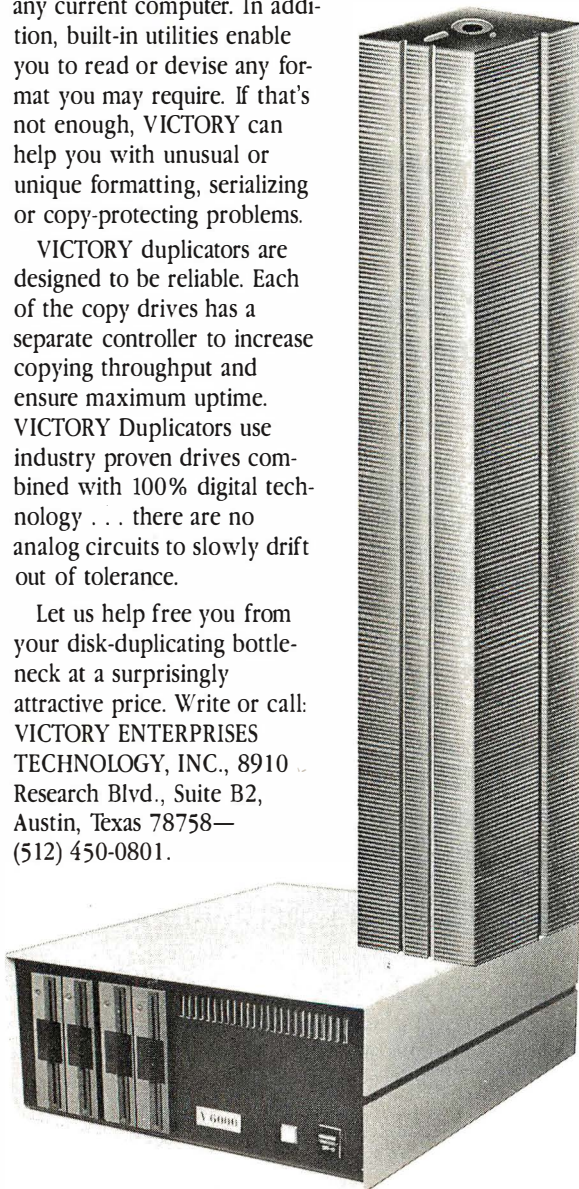 any current computer. In addi-
tion, built-in utilities enable
you to read or devise any for-
mat you may require. If that's
not enough, VICTORY can
help you with unusual or
unique formatting, serializing
or copy-protecting problems.
VICTORY duplicators are
designed to be reliable. Each
of the copy drives has a
separate controller to increase
copying throughput and
ensure maximum uptime.
VICTORY Duplicators use
industry proven drives com-
bined with 100% digital tech-
nology . . . there are no
analog circuits to slowly drift
out of tolerance.
Let us help free you from
your disk-duplicating bottle-
neck at a surprisingly
attractive price. Write or call:
VICTORY ENTERPRISES
TECHNOLOGY, INC., 8910
Research Blvd., Suite B2,
Austin, Texas 78758—
(512) 450-0801.
V 6000